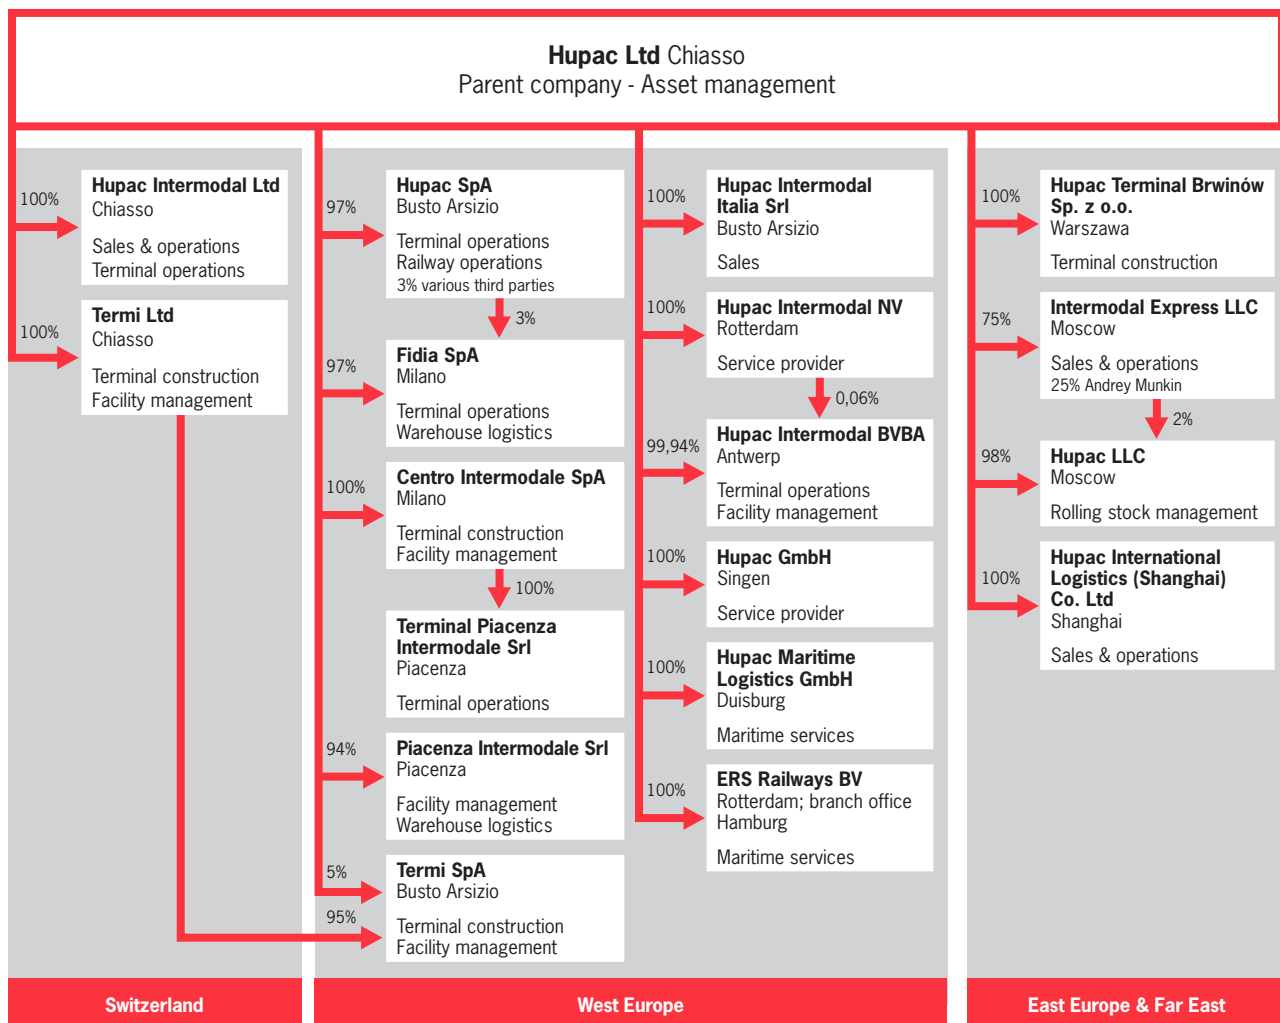 Hupac Ltd Chiasso
Parent company - Asset management
100%
Hupac Intermodal Ltd
Chiasso
Sales & operations
Terminal operations
100%
Termi Ltd
Chiasso
Terminal construction
Facility management
97%
Hupac SpA
Busto Arsizio
Terminal operations
Railway operations
3% various third parties
3%
97%
Fidia SpA
Milano
Terminal operations
Warehouse logistics
100%
Centro Intermodale SpA
Milano
Terminal construction
Facility management
100%
Terminal Piacenza
Intermodale Srl
Piacenza
Terminal operations
94%
Piacenza Intermodale Srl
Piacenza
Facility management
Warehouse logistics
5%
95%
Termi SpA
Busto Arsizio
Terminal construction
Facility management
100%
Hupac Intermodal
Italia Srl
Busto Arsizio
Sales
100%
Hupac Intermodal NV
Rotterdam
Service provider
0,06%
99,94%
Hupac Intermodal BVBA
Antwerp
Terminal operations
Facility management
100%
Hupac GmbH
Singen
Service provider
100%
Hupac Maritime
Logistics GmbH
Duisburg
Maritime services
100%
ERS Railways BV
Rotterdam; branch office
Hamburg
Maritime services
100%
Hupac Terminal Brwinów
Sp. z o.o.
Warszawa
Terminal construction
75%
Intermodal Express LLC
Moscow
Sales & operations
25% Andrey Munkin
2%
98%
Hupac LLC
Moscow
Rolling stock management
100%
Hupac International
Logistics (Shanghai)
Co. Ltd
Shanghai
Sales & operations
Switzerland
West Europe
East Europe & Far East